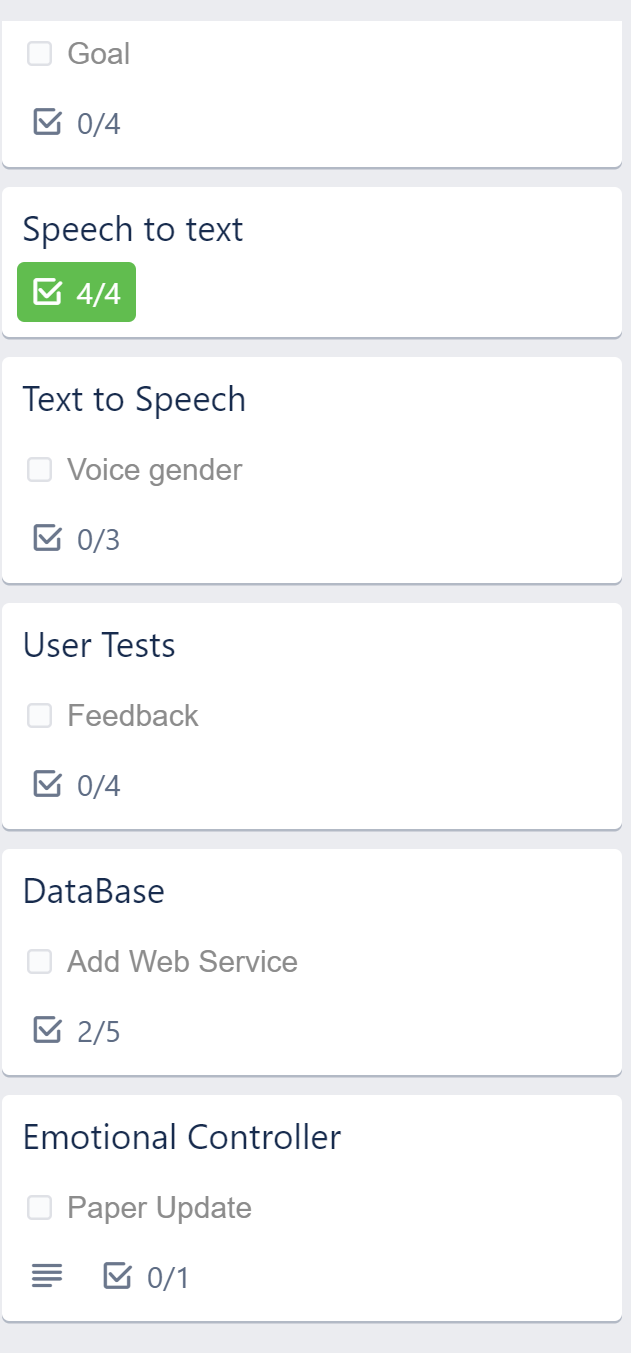 Goal
0/4
Speech to text
4/4
Text to Speech
Voice gender
0/3
User Tests
Feedback
0/4
DataBase
Add Web Service
2/5
Emotional Controller
Paper Update
0/1